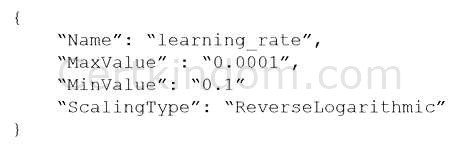 {
“Name”: “learning_rate”,
“MaxValue” : “0.0001”,
“MinValue”: “0.1”
“ScalingType”: “ReverseLogarithmic”
}